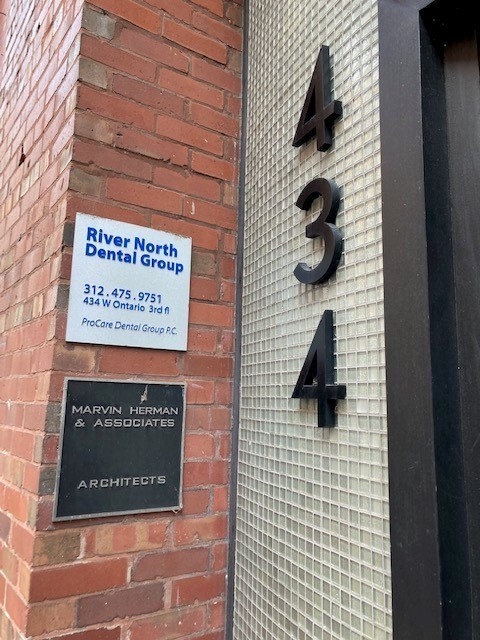 River North
Dental Group
312.475.9751
434 W Ontario 3rd fl
ProCare Dental Group P.C.
MARVIN HERMAN
& ASSOCIATES
ARCHITECTS
4
3
4